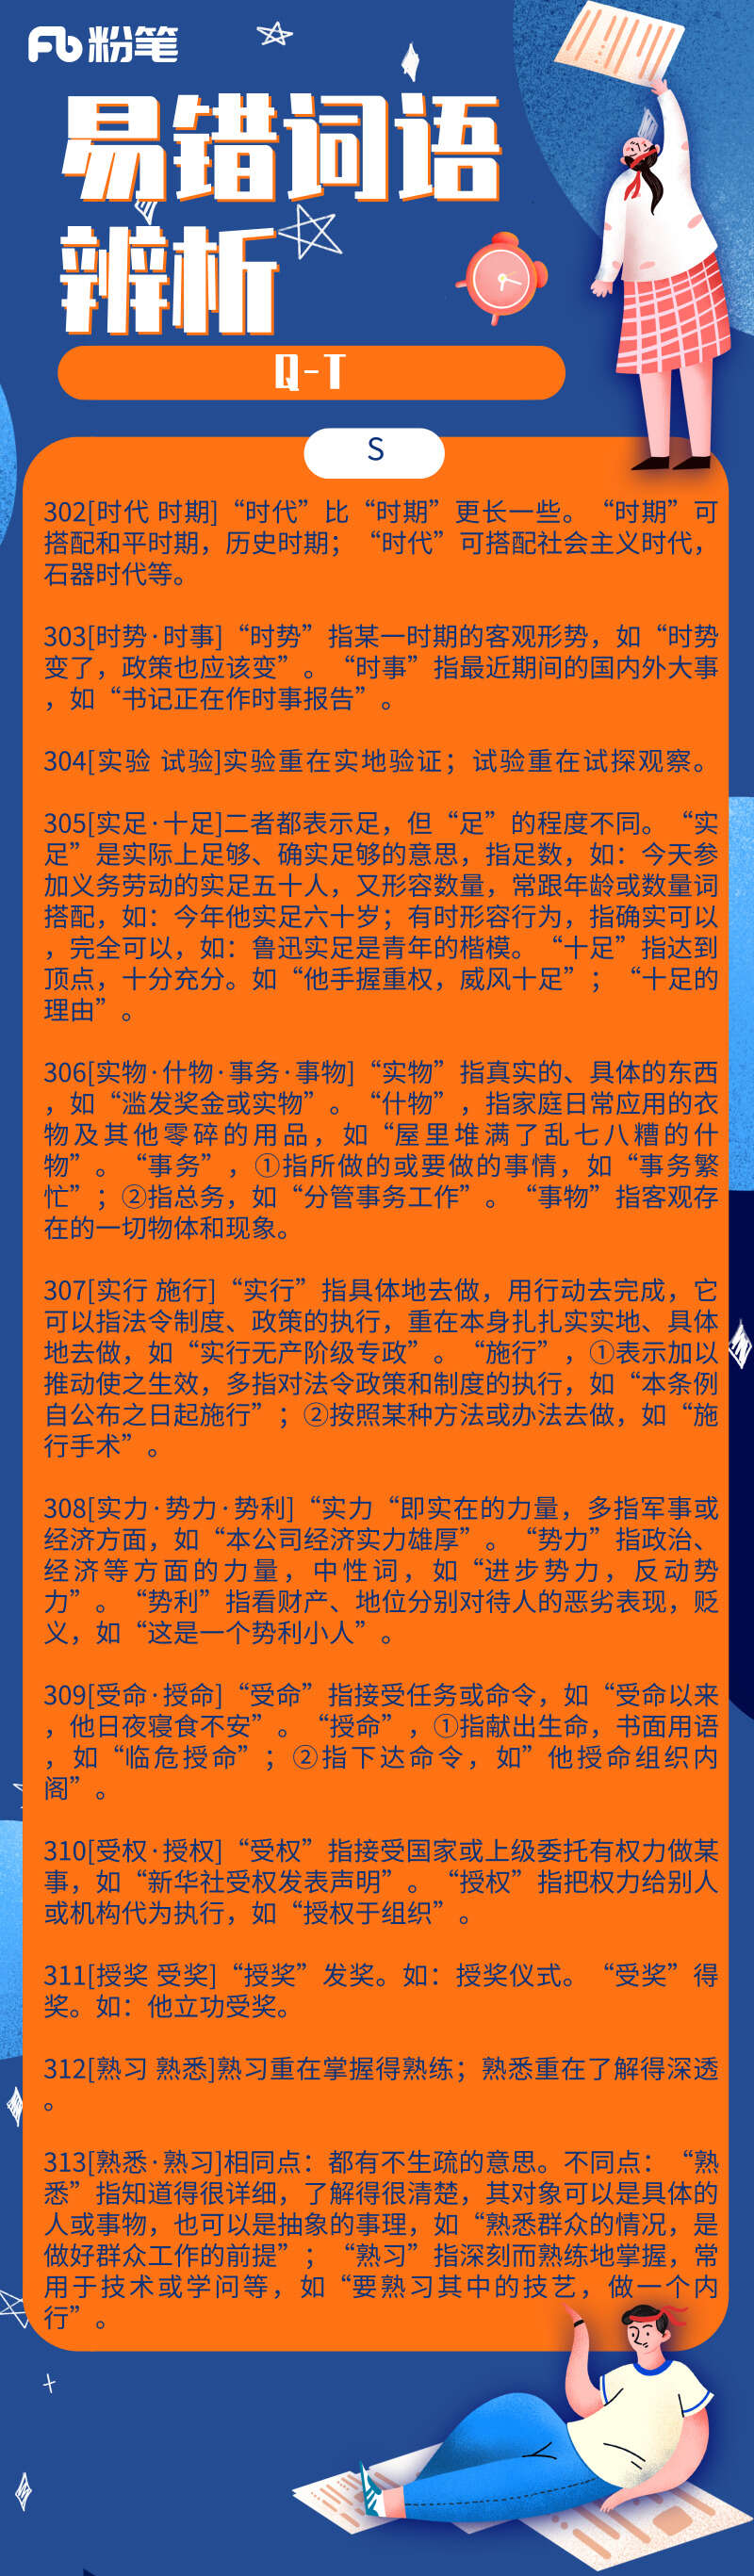 粉笔
易错词语
辨析
Q-T
S
302[时代 时期]“时代”比“时期”更长一些。“时期”可
搭配和平时期，历史时期；“时代”可搭配社会主义时代，
石器时代等。
303[时势·时事]“时势”指某一时期的客观形势，如“时势
变了，政策也应该变”。“时事”指最近期间的国内外大事
，如“书记正在作时事报告”。
304[实验 试验]实验重在实地验证；试验重在试探观察。
305[实足·十足]二者都表示足，但“足”的程度不同。“实
足”是实际上足够、确实足够的意思，指足数，如：今天参
加义务劳动的实足五十人，又形容数量，常跟年龄或数量词
搭配，如：今年他实足六十岁；有时形容行为，指确实可以
，完全可以，如：鲁迅实足是青年的楷模。“十足”指达到
顶点，十分充分。如“他手握重权，威风十足”；“十足的
理由”。
306[实物·什物·事务·事物]“实物”指真实的、具体的东西
，如“滥发奖金或实物”。“什物”，指家庭日常应用的衣
物及其他零碎的用品，如“屋里堆满了乱七八糟的什
物”。“事务”，①指所做的或要做的事情，如“事务繁
忙”；②指总务，如“分管事务工作”。“事物”指客观存
在的一切物体和现象。
307[实行 施行]“实行”指具体地去做，用行动去完成，它
可以指法令制度、政策的执行，重在本身扎扎实实地、具体
地去做，如“实行无产阶级专政”。“施行”，①表示加以
推动使之生效，多指对法令政策和制度的执行，如“本条例
自公布之日起施行”；②按照某种方法或办法去做，如“施
行手术”。
308[实力·势力·势利]“实力“即实在的力量，多指军事或
经济方面，如“本公司经济实力雄厚”。“势力”指政治、
经济等方面的力量，中性词，如“进步势力，反动势
力”。“势利”指看财产、地位分别对待人的恶劣表现，贬
义，如“这是一个势利小人”。
309[受命·授命]“受命”指接受任务或命令，如“受命以来
，他日夜寝食不安”。“授命”，①指献出生命，书面用语
，如“临危授命”；②指下达命令，如”他授命组织内
阁”。
310[受权·授权]“受权”指接受国家或上级委托有权力做某
事，如“新华社受权发表声明”。“授权”指把权力给别人
或机构代为执行，如“授权于组织”。
311[授奖 受奖]“授奖”发奖。如：授奖仪式。“受奖”得
奖。如：他立功受奖。
312[熟习 熟悉]熟习重在掌握得熟练；熟悉重在了解得深透
。
313[熟悉·熟习]相同点：都有不生疏的意思。不同点：“熟
悉”指知道得很详细，了解得很清楚，其对象可以是具体的
人或事物，也可以是抽象的事理，如“熟悉群众的情况，是
做好群众工作的前提”；“熟习”指深刻而熟练地掌握，常
用于技术或学问等，如“要熟习其中的技艺，做一个内
行”。